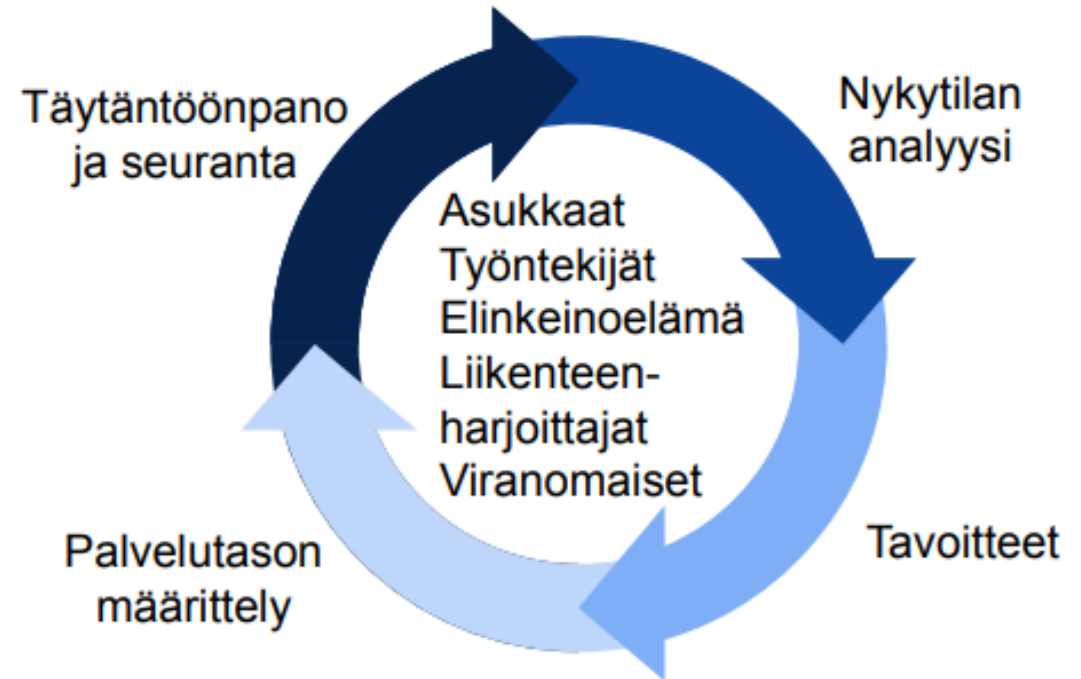 Täytäntöönpano
ja seuranta
Nykytilan
analyysi
Asukkaat
Työntekijät
Elinkeinoelämä
Liikenteen-
harjoittajat
Viranomaiset
Palvelutason
määrittely
Tavoitteet